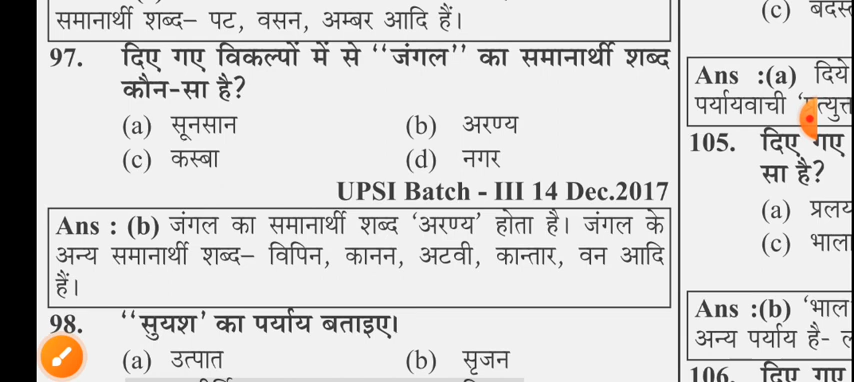 समानार्थी शब्द– पट, वसन, अम्बर आदि हैं।
97. दिए गए विकल्पों में से ‘‘जंगल’’ का समानार्थी शब्द
कौन-सा है?
(a) सूनसान (b) अरण्य
(c) कस्बा (d) नगर
UPSI Batch - III 14 Dec.2017
Ans : (b) जंगल का समानार्थी शब्द ‘अरण्य’ होता है। जंगल के
अन्य समानार्थी शब्द– विपिन, कानन, अटवी, कान्तार, वन आदि
हैं।
98. ‘‘सुयश’ का पर्याय बताइए।
(a) उत्पात (b) सृजन
(c)
Ans :(a) दिये
पर्यायवाची
105. दिए गए
सा है?
(a)
(c) भाला
Ans :(b) ‘भाल
अन्य पर्याय है-
106. दिए गए